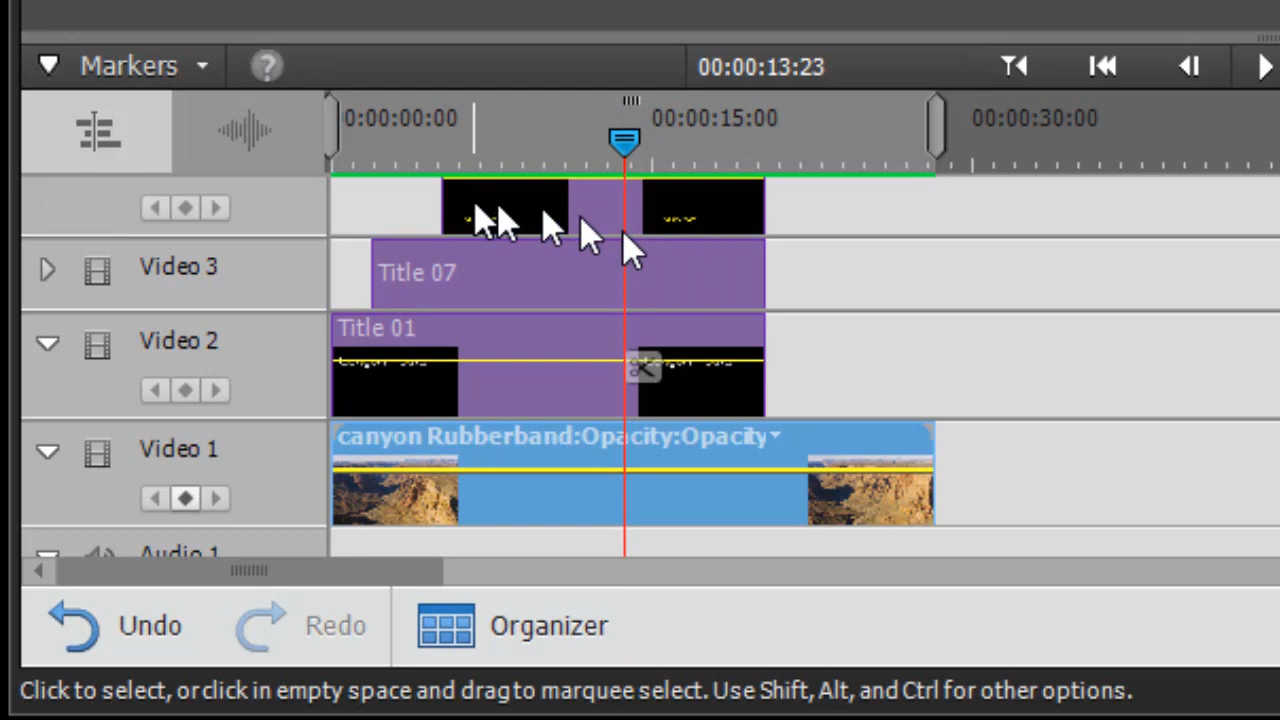 Markers ? 00:00:13:23
0:00:00:00 00:00:15:00 00:00:30:00
Video 3 Title 07
Title 01
Video 2
canyon Rubberband:Opacity:Opacity
Video 1
Audio 1
Undo Redo Organizer
Click to select, or click in empty space and drag to marquee select. Use Shift, Alt, and Ctrl for other options.